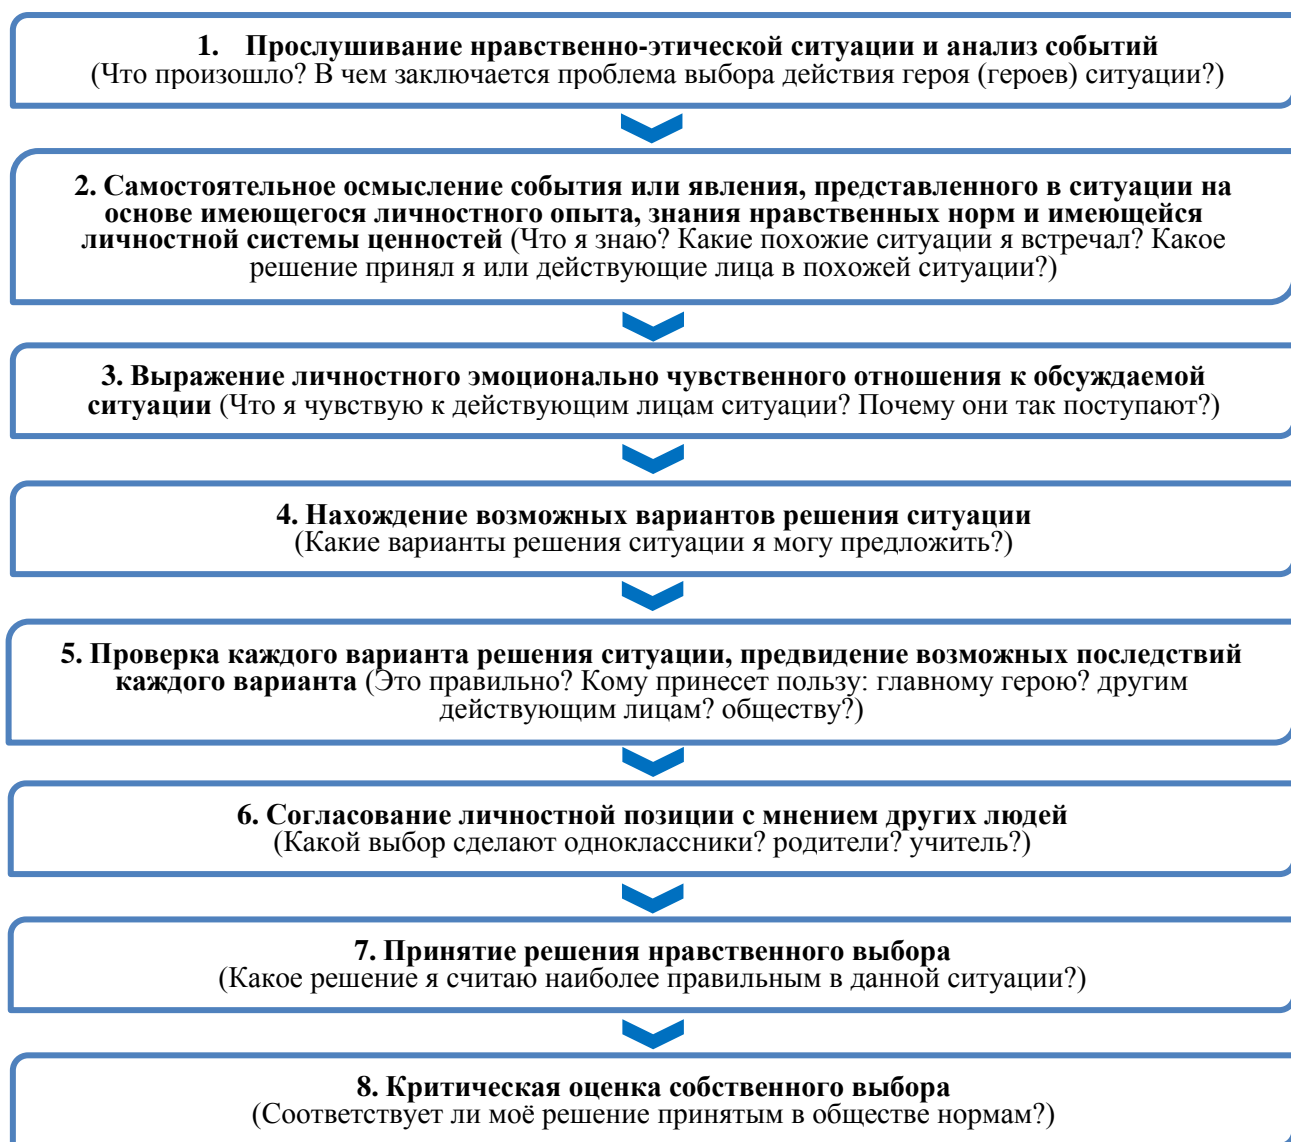 1. Прослушивание нравственно-этической ситуации и анализ событий
(Что произошло? В чем заключается проблема выбора действия героя (героев) ситуации?)
2. Самостоятельное осмысление события или явления, представленного в ситуации на
основе имеющегося личностного опыта, знания нравственных норм и имеющейся
личностной системы ценностей (Что я знаю? Какие похожие ситуации я встречал? Какое
решение принял я или действующие лица в похожей ситуации?)
3. Выражение личностного эмоционально чувственного отношения к обсуждаемой
ситуации (Что я чувствую к действующим лицам ситуации? Почему они так поступают?)
4. Нахождение возможных вариантов решения ситуации
(Какие варианты решения ситуации я могу предложить?)
5. Проверка каждого варианта решения ситуации, предвидение возможных последствий
каждого варианта (Это правильно? Кому принесет пользу: главному герою? другим
действующим лицам? обществу?)
6. Согласование личностной позиции с мнением других людей
(Какой выбор сделают одноклассники? родители? учитель?)
7. Принятие решения нравственного выбора
(Какое решение я считаю наиболее правильным в данной ситуации?)
8. Критическая оценка собственного выбора
(Соответствует ли моё решение принятым в обществе нормам?)